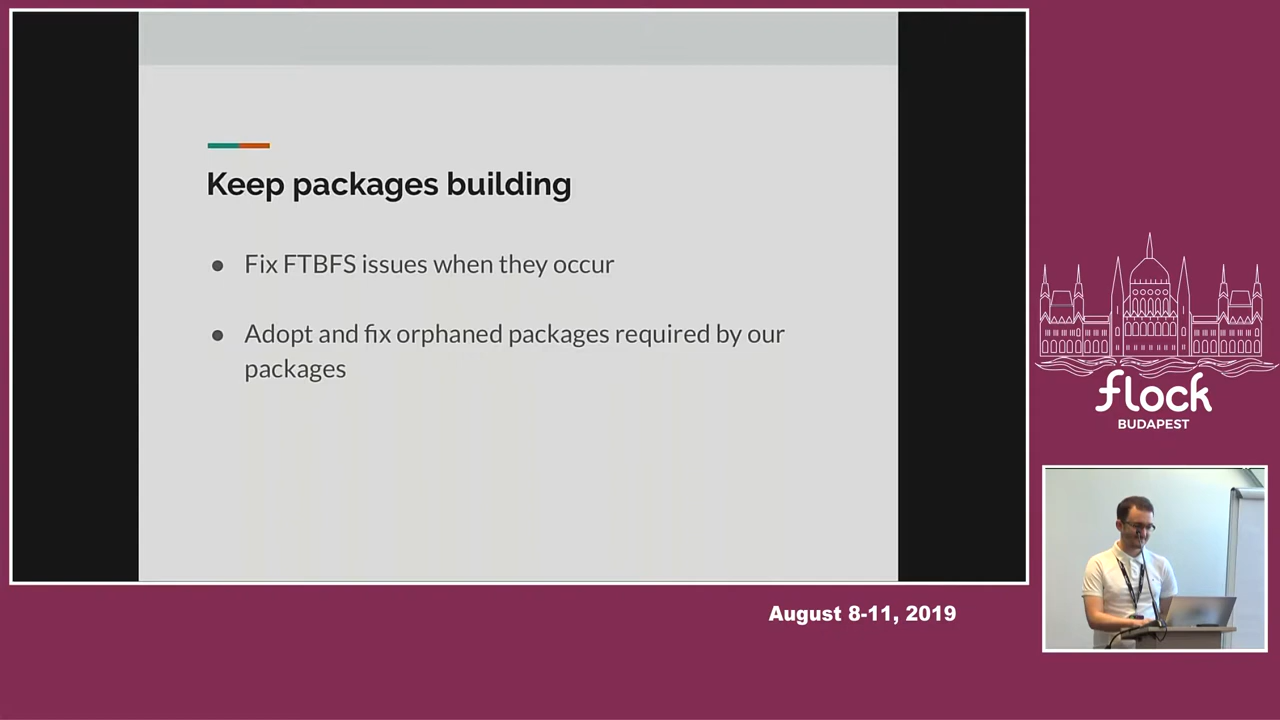 Keep packages building
● Fix FTBFS issues when they occur
● Adopt and fix orphaned packages required by our
packages
flock
BUDAPEST
August 8-11, 2019